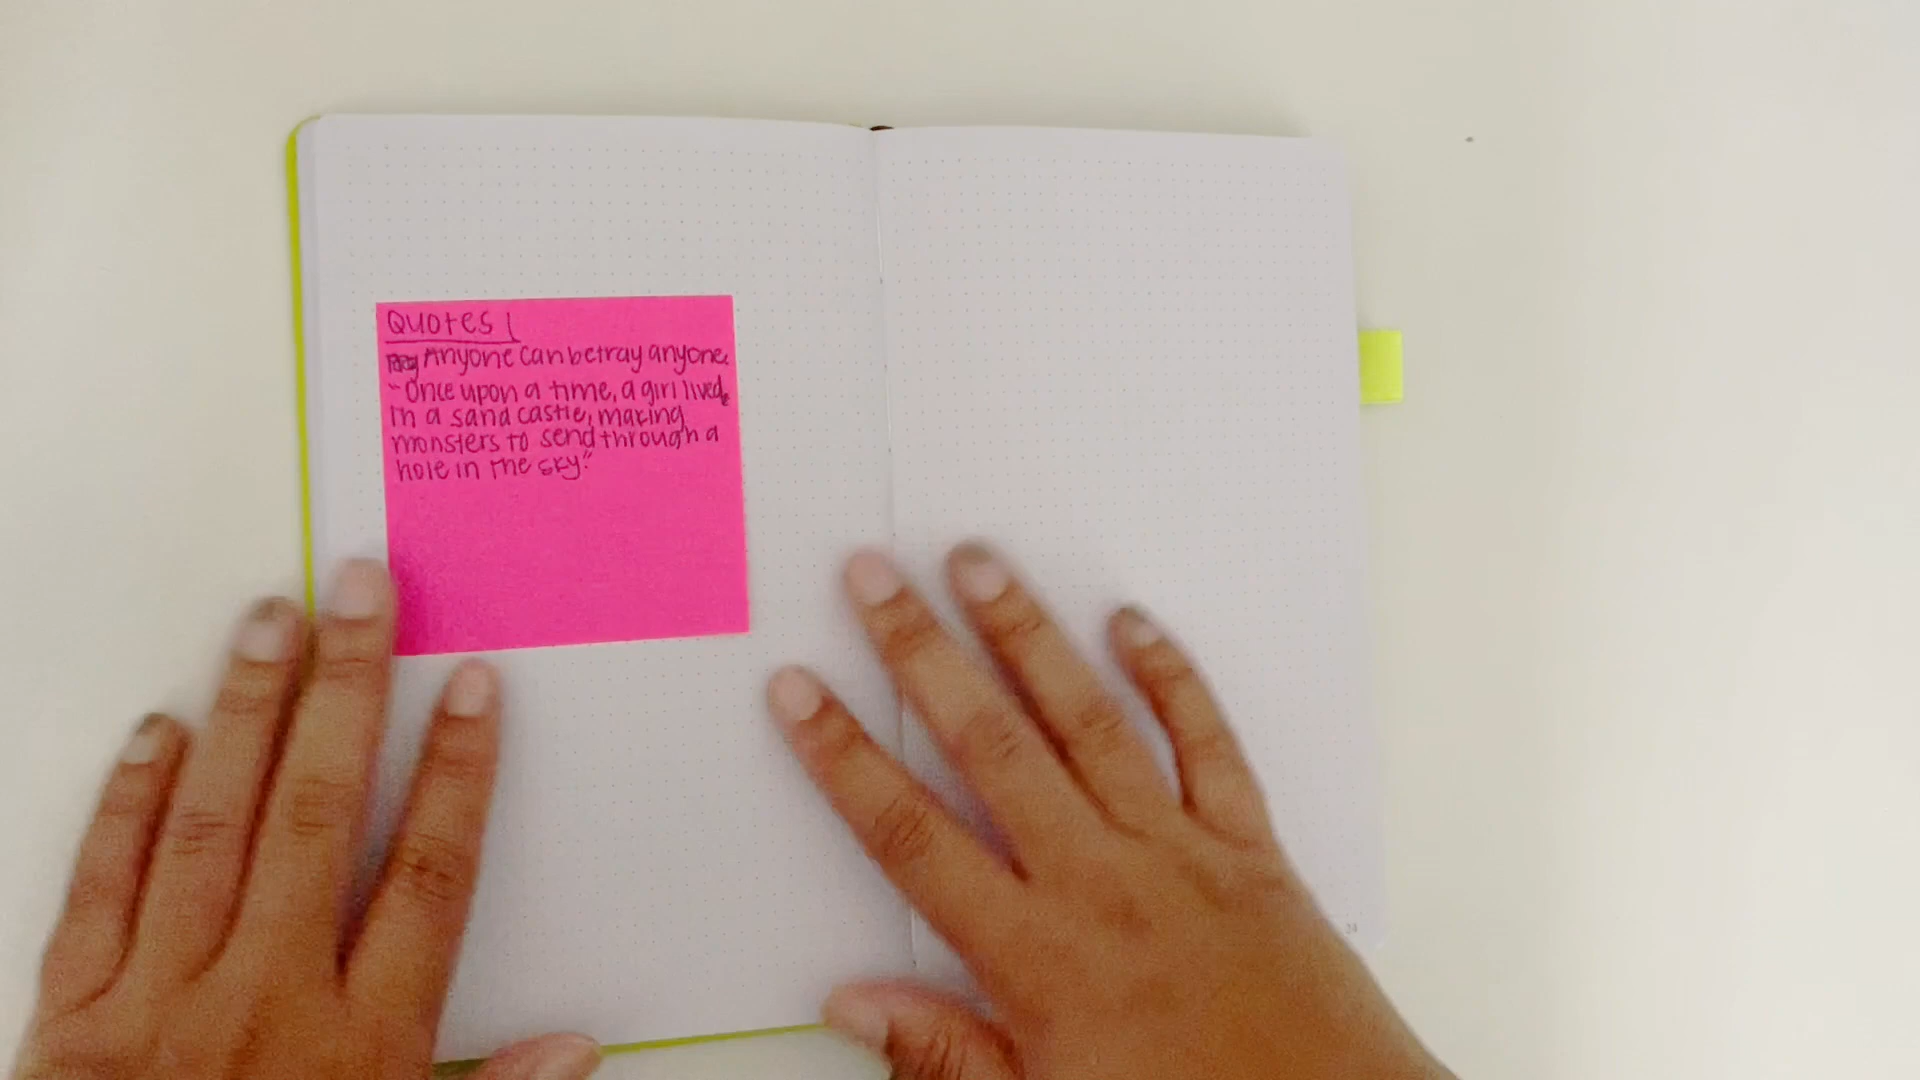 Quotes 1
Anyone can betray anyone.
"Once upon a time, a girl lived
in a sand castle, making
monsters to send through a
hole in the sky."